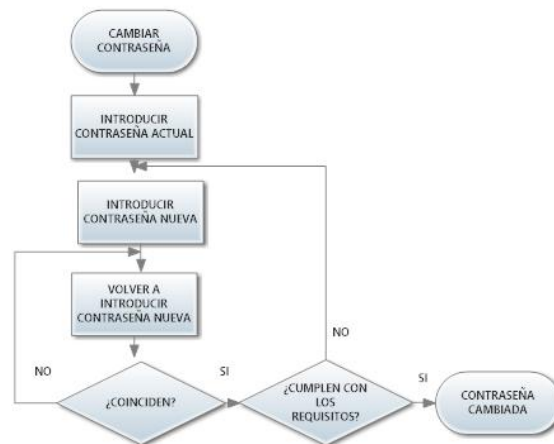 CAMBIAR
CONTRASEÑA
INTRODUCIR
CONTRASEÑA ACTUAL
INTRODUCIR
CONTRASEÑA NUEVA
VOLVER A
INTRODUCIR
CONTRASEÑA NUEVA
NO
¿COINCIDEN?
SI
NO
¿CUMPLEN CON
LOS
REQUISITOS?
SI
CONTRASEÑA
CAMBIADA